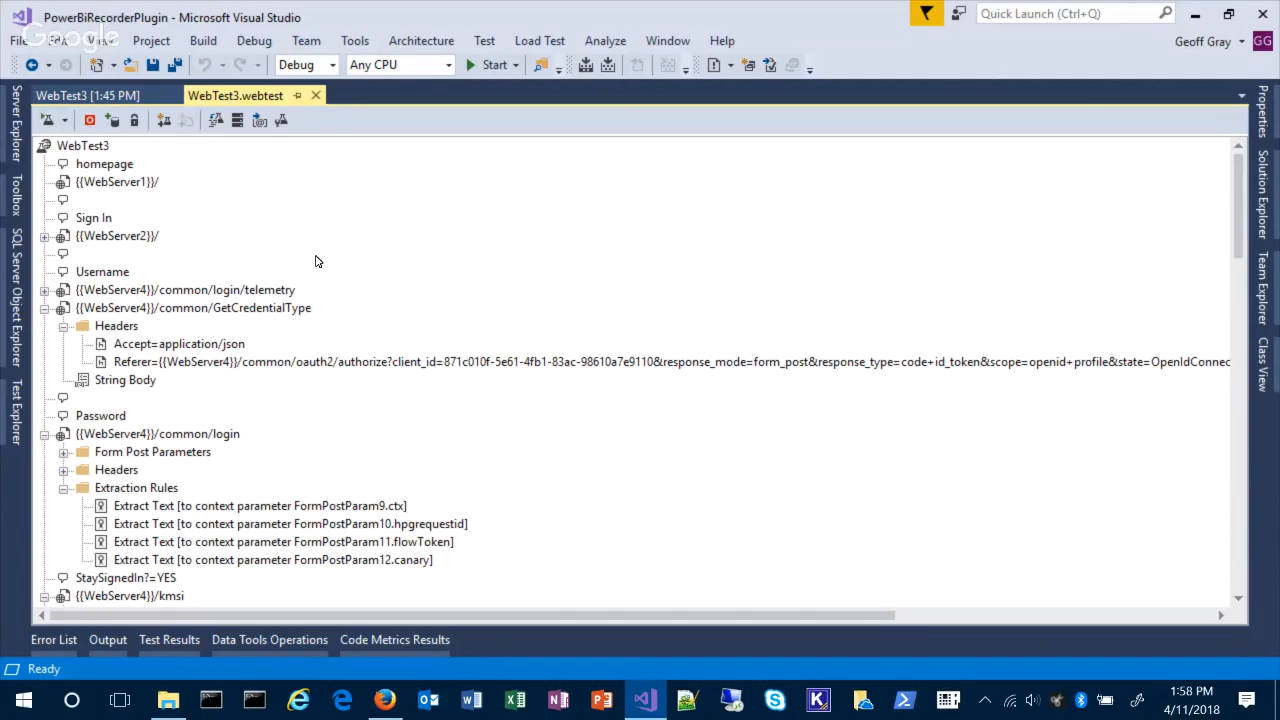 PowerBiRecorderPlugin - Microsoft Visual Studio
Quick Launch (Ctrl+Q)
Google
File Edit View Project Build Debug Team Tools Architecture Test Load Test Analyze Window Help
Geoff Gray GG
Debug Any CPU Start
WebTest3 [1:45 PM] WebTest3.webtest
Server Explorer
Toolbox
SQL Server Object Explorer
Test Explorer
WebTest3
homepage
{{WebServer1}}/
Sign In
{{WebServer2}}/
Username
{{WebServer4}}/common/login/telemetry
{{WebServer4}}/common/GetCredentialType
Headers
Accept=application/json
Referer={{WebServer4}}/common/oauth2/authorize?client_id=871c010f-5e61-4fb1-83ac-98610a7e9110&response_mode=form_post&response_type=code+id_token&scope=openid+profile&state=OpenIdConnec
String Body
Password
{{WebServer4}}/common/login
Form Post Parameters
Headers
Extraction Rules
Extract Text [to context parameter FormPostParam9.ctx]
Extract Text [to context parameter FormPostParam10.hpgrequestid]
Extract Text [to context parameter FormPostParam11.flowToken]
Extract Text [to context parameter FormPostParam12.canary]
StaySignedIn?=YES
{{WebServer4}}/kmsi
Properties
Solution Explorer
Team Explorer
Class View
Error List Output Test Results Data Tools Operations Code Metrics Results
Ready
1:58 PM
4/11/2018